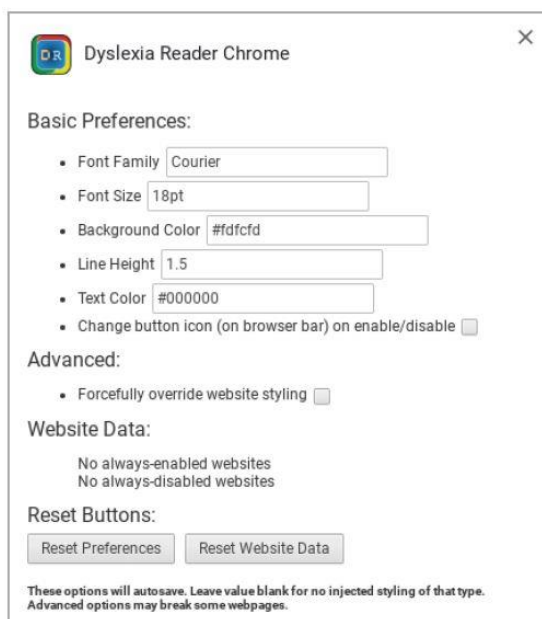 DR Dyslexia Reader Chrome
Basic Preferences:
Font Family Courier
Font Size 18pt
Background Color #fdfcfd
Line Height 1.5
Text Color #000000
Change button icon (on browser bar) on enable/disable
Advanced:
Forcefully override website styling
Website Data:
No always-enabled websites
No always-disabled websites
Reset Buttons:
Reset Preferences Reset Website Data
These options will autosave. Leave value blank for no injected styling of that type.
Advanced options may break some webpages.